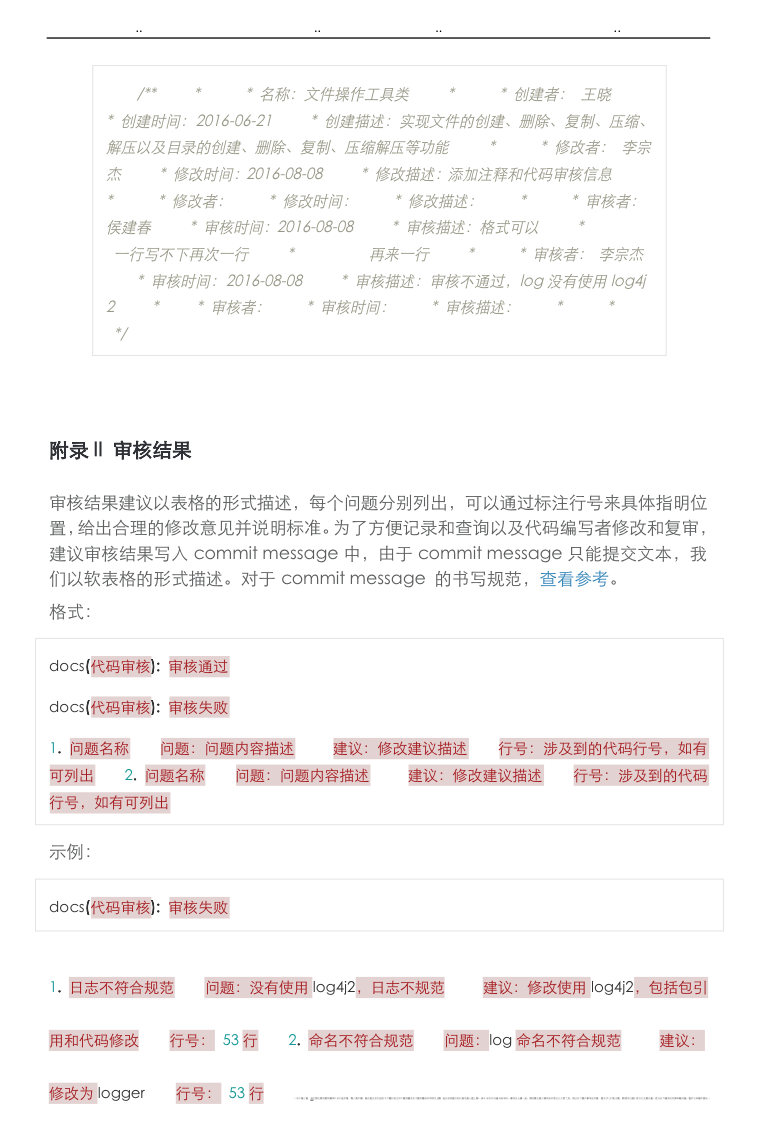 .. .. .. ..
/** * * 名称：文件操作工具类 * * 创建者： 王晓
* 创建时间：2016-06-21 * 创建描述：实现文件的创建、删除、复制、压缩、
解压以及目录的创建、删除、复制、压缩解压等功能 * * 修改者： 李宗
杰 * 修改时间：2016-08-08 * 修改描述：添加注释和代码审核信息
* * 修改者： * 修改时间： * 修改描述： * * 审核者：
侯建春 * 审核时间：2016-08-08 * 审核描述：格式可以 *
一行写不下再次一行 * 再来一行 * * 审核者： 李宗杰
* 审核时间：2016-08-08 * 审核描述：审核不通过，log 没有使用 log4j
2 * * 审核者： * 审核时间： * 审核描述： * *
*/
附录Ⅱ 审核结果
审核结果建议以表格的形式描述，每个问题分别列出，可以通过标注行号来具体指明位
置，给出合理的修改意见并说明标准。为了方便记录和查询以及代码编写者修改和复审，
建议审核结果写入 commit message 中，由于 commit message 只能提交文本，我
们以软表格的形式描述。对于 commit message 的书写规范，查看参考。
格式：
docs(代码审核)： 审核通过
docs(代码审核)： 审核失败
1. 问题名称 问题：问题内容描述 建议：修改建议描述 行号：涉及到的代码行号，如有
可列出 2. 问题名称 问题：问题内容描述 建议：修改建议描述 行号：涉及到的代码
行号，如有可列出
示例：
docs(代码审核)： 审核失败
1. 日志不符合规范 问题：没有使用 log4j2，日志不规范 建议：修改使用 log4j2，包括包引
用和代码修改 行号： 53 行 2. 命名不符合规范 问题：log 命名不符合规范 建议：
修改为 logger 行号： 53 行